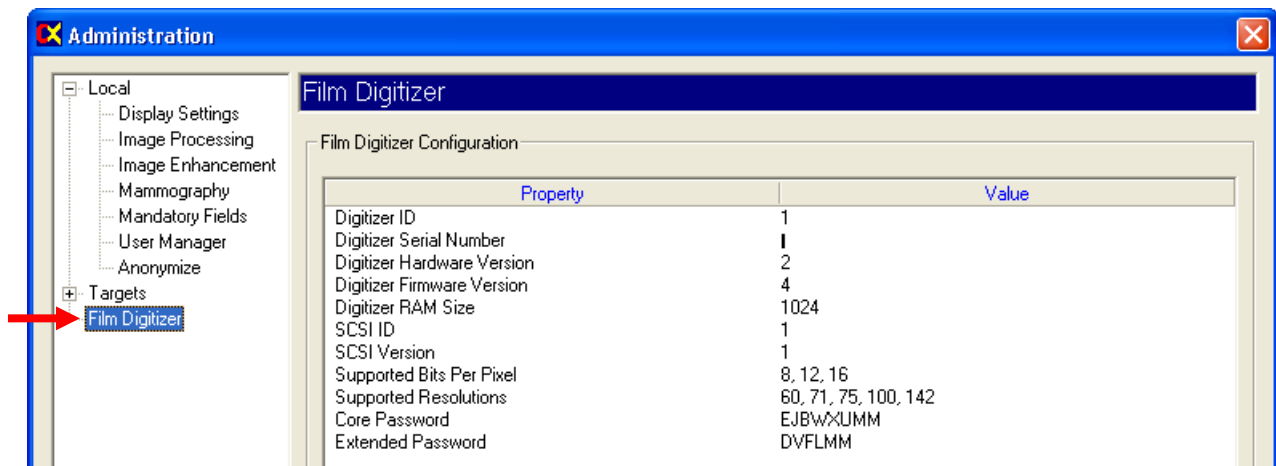 Administration
Local
Display Settings
Image Processing
Image Enhancement
Mammography
Mandatory Fields
User Manager
Anonymize
Targets
Film Digitizer
Film Digitizer
Film Digitizer Configuration
Property Value
Digitizer ID 1
Digitizer Serial Number
Digitizer Hardware Version 2
Digitizer Firmware Version 4
Digitizer RAM Size 1024
SCSI ID 1
SCSI Version 1
Supported Bits Per Pixel 8, 12, 16
Supported Resolutions 60, 71, 75, 100, 142
Core Password EJBWXUMM
Extended Password DVFLMM